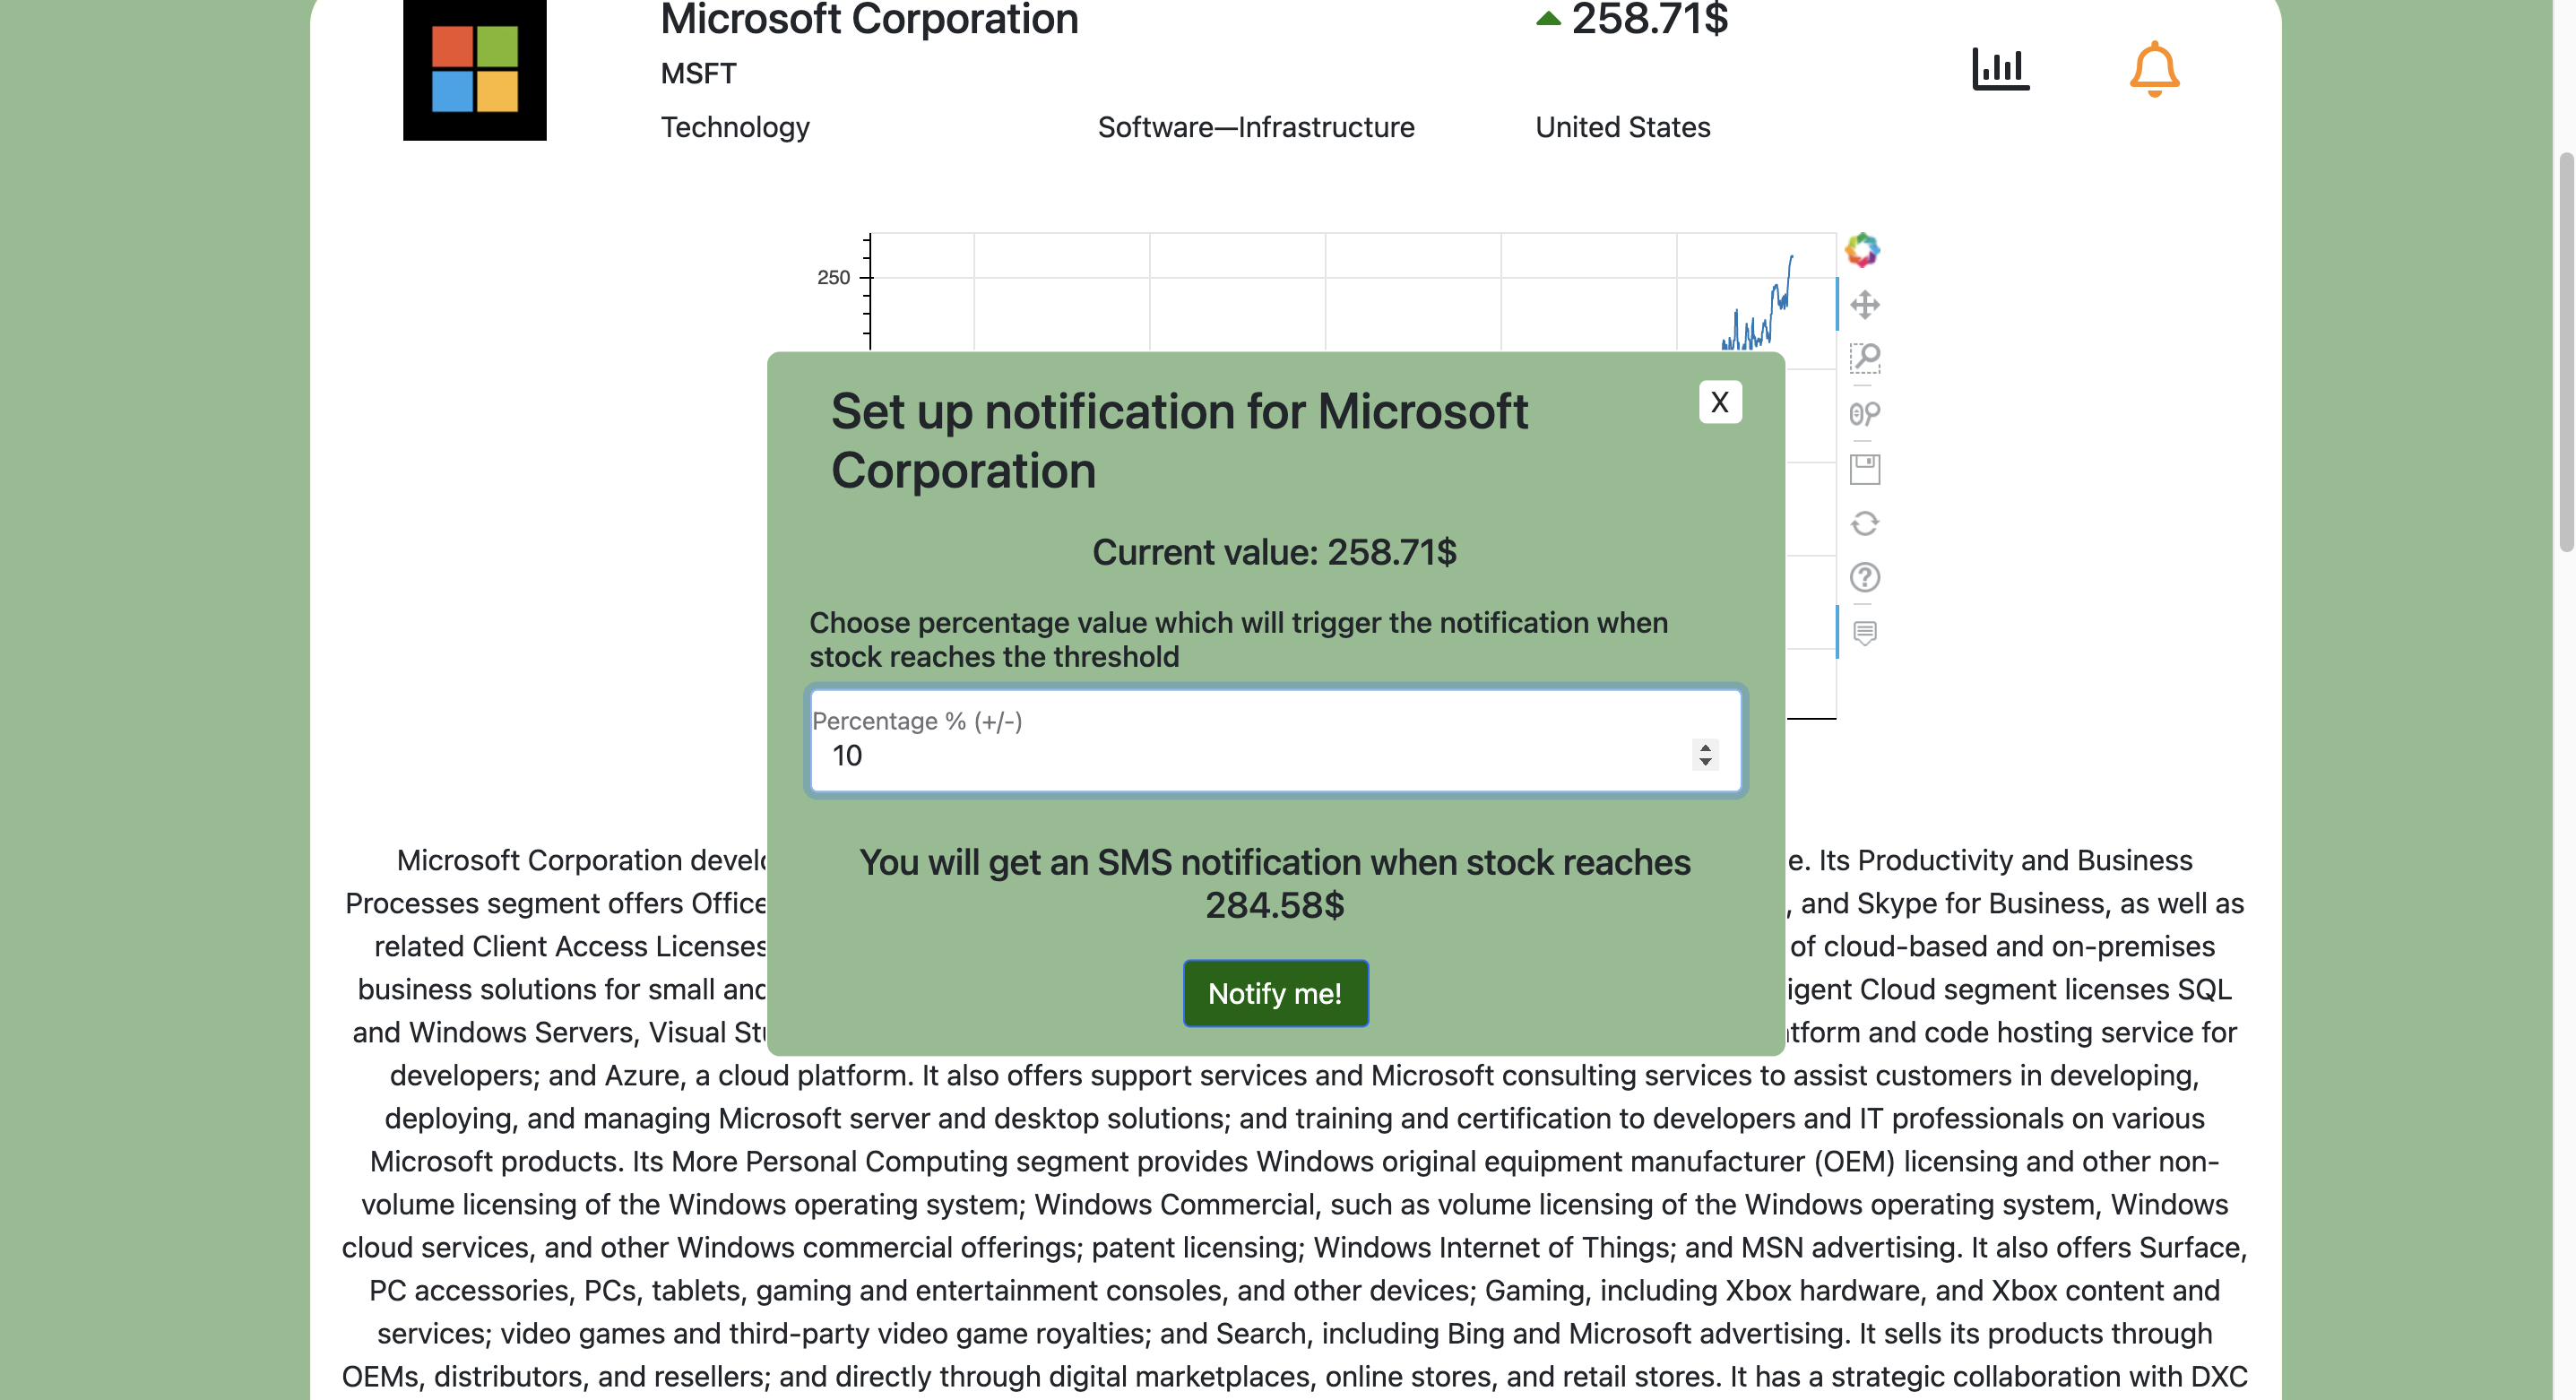 Microsoft Corporation
258.71$
MSFT
Technology
Software—Infrastructure
United States
250
Set up notification for Microsoft
Corporation
X
Current value: 258.71$
Choose percentage value which will trigger the notification when
stock reaches the threshold
Percentage % (+/-)
10
You will get an SMS notification when stock reaches
284.58$
Notify me!
Microsoft Corporation e. Its Productivity and Business
Processes segment offers Office , and Skype for Business, as well as
related Client Access Licenses of cloud-based and on-premises
business solutions for small and Cloud segment licenses SQL
and Windows Servers, Visual and code hosting service for
developers; and Azure, a cloud platform. It also offers support services and Microsoft consulting services to assist customers in developing,
deploying, and managing Microsoft server and desktop solutions; and training and certification to developers and IT professionals on various
Microsoft products. Its More Personal Computing segment provides Windows original equipment manufacturer (OEM) licensing and other non-
volume licensing of the Windows operating system; Windows Commercial, such as volume licensing of the Windows operating system, Windows
cloud services, and other Windows commercial offerings; patent licensing; Windows Internet of Things; and MSN advertising. It also offers Surface,
PC accessories, PCs, tablets, gaming and entertainment consoles, and other devices; Gaming, including Xbox hardware, and Xbox content and
services; video games and third-party video game royalties; and Search, including Bing and Microsoft advertising. It sells its products through
OEMs, distributors, and resellers; and directly through digital marketplaces, online stores, and retail stores. It has a strategic collaboration with DXC